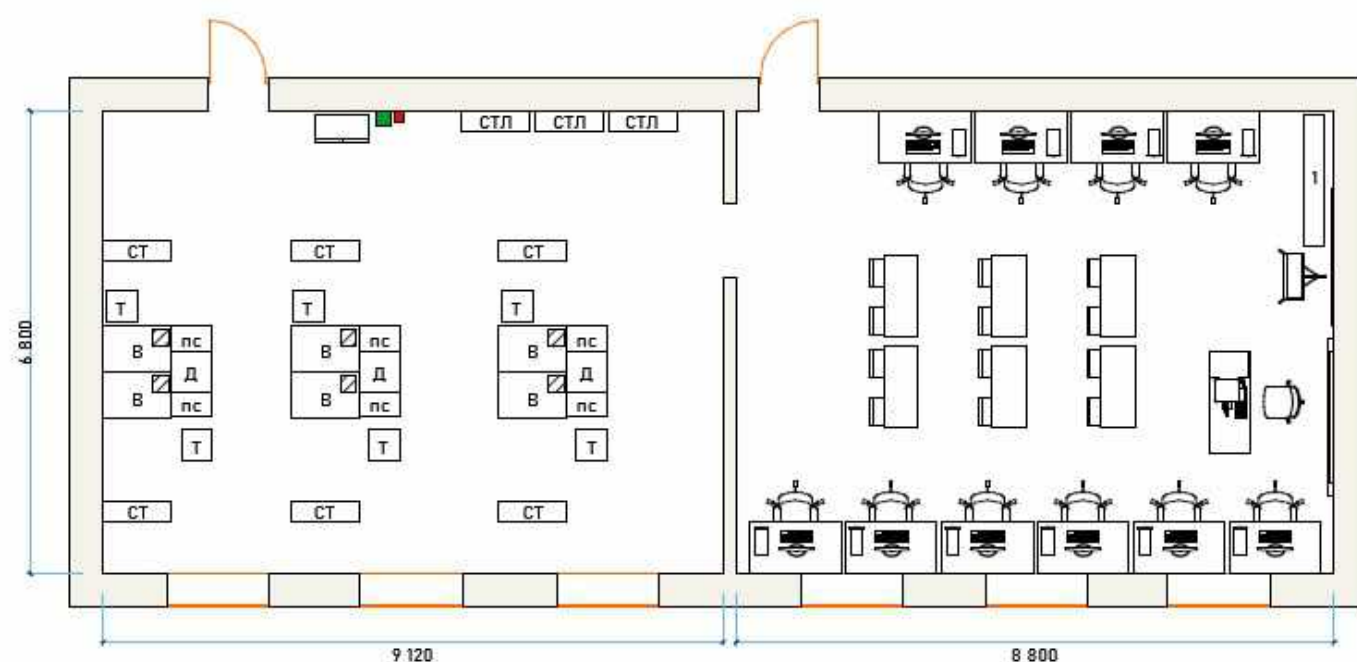 СТЛ СТЛ СТЛ
1
СТ СТ СТ
Т Т Т
В пс В пс В пс
Д Д Д
В пс В пс В пс
Т Т Т
СТ СТ СТ
6 800
9 120
8 800